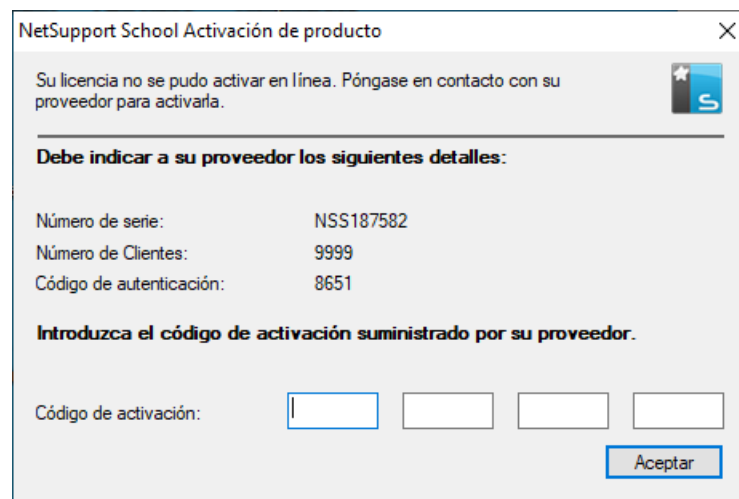 NetSupport School Activación de producto
Su licencia no se pudo activar en línea. Póngase en contacto con su
proveedor para activarla.
S
Debe indicar a su proveedor los siguientes detalles:
Número de serie: NSS187582
Número de Clientes: 9999
Código de autenticación: 8651
Introduzca el código de activación suministrado por su proveedor.
Código de activación:
Aceptar